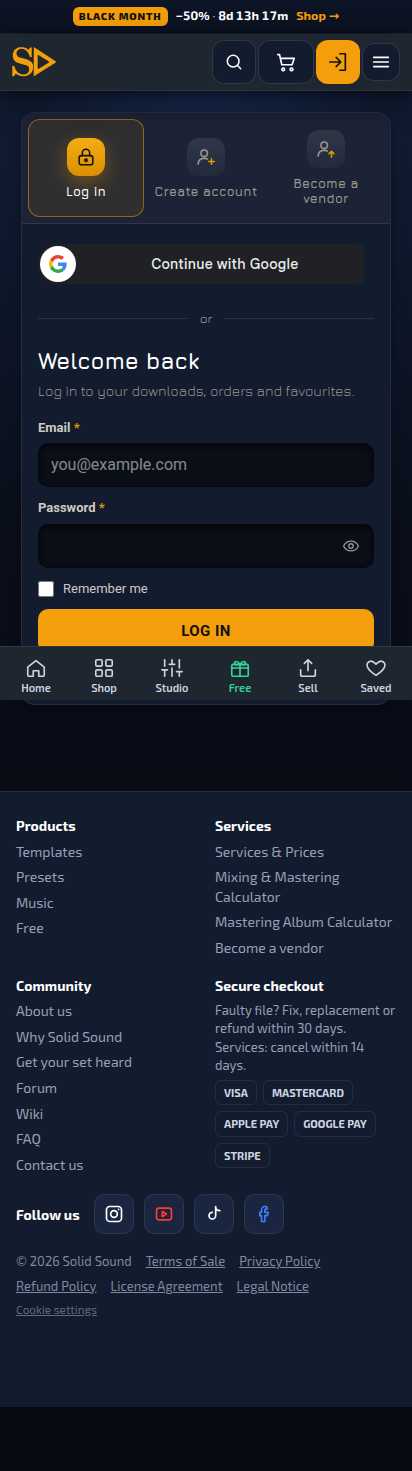 BLACK MONTH −50% · 8d 13h 17m Shop →
Log In
Create account
Become a
vendor
Continue with Google
or
Welcome back
Log in to your downloads, orders and favourites.
Email *
you@example.com
Password *
Remember me
LOG IN
Home
Shop
Studio
Free
Sell
Saved
Products
Templates
Presets
Music
Free
Services
Services & Prices
Mixing & Mastering
Calculator
Mastering Album Calculator
Become a vendor
Community
About us
Why Solid Sound
Get your set heard
Forum
Wiki
FAQ
Contact us
Secure checkout
Faulty file? Fix, replacement or
refund within 30 days.
Services: cancel within 14
days.
VISA MASTERCARD
APPLE PAY GOOGLE PAY
STRIPE
Follow us
© 2026 Solid Sound Terms of Sale Privacy Policy
Refund Policy License Agreement Legal Notice
Cookie settings